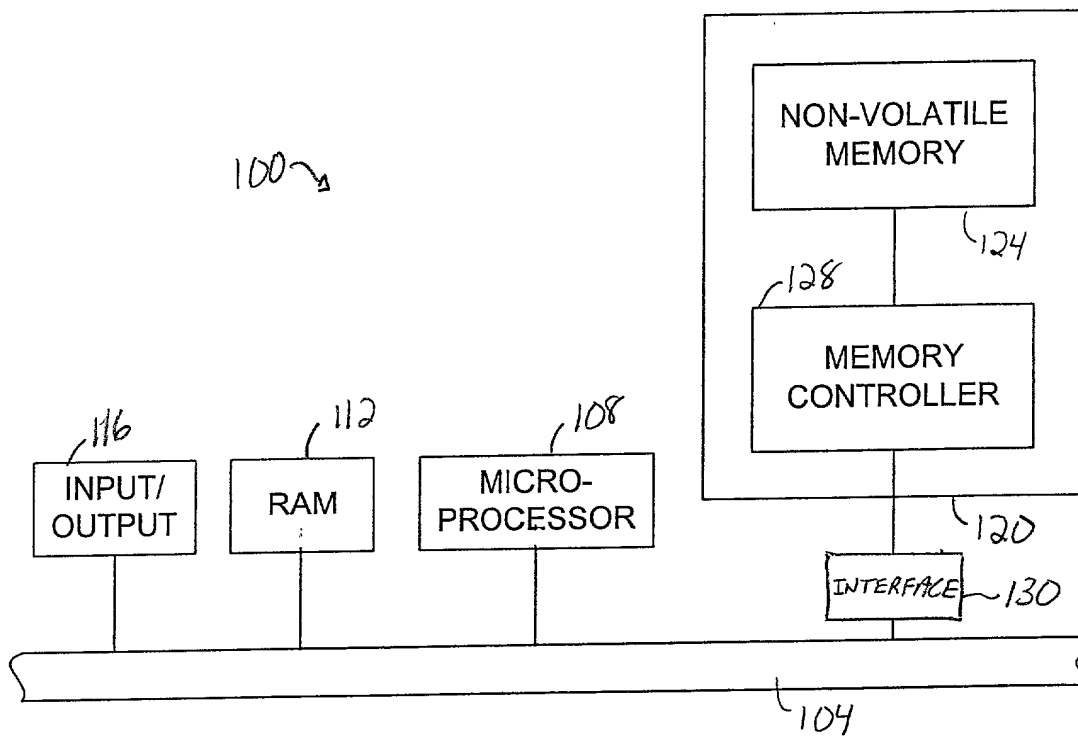 NON-VOLATILE
MEMORY
100
124
128
MEMORY
CONTROLLER
116
112
108
INPUT/
OUTPUT
RAM
MICRO-
PROCESSOR
120
INTERFACE
130
104